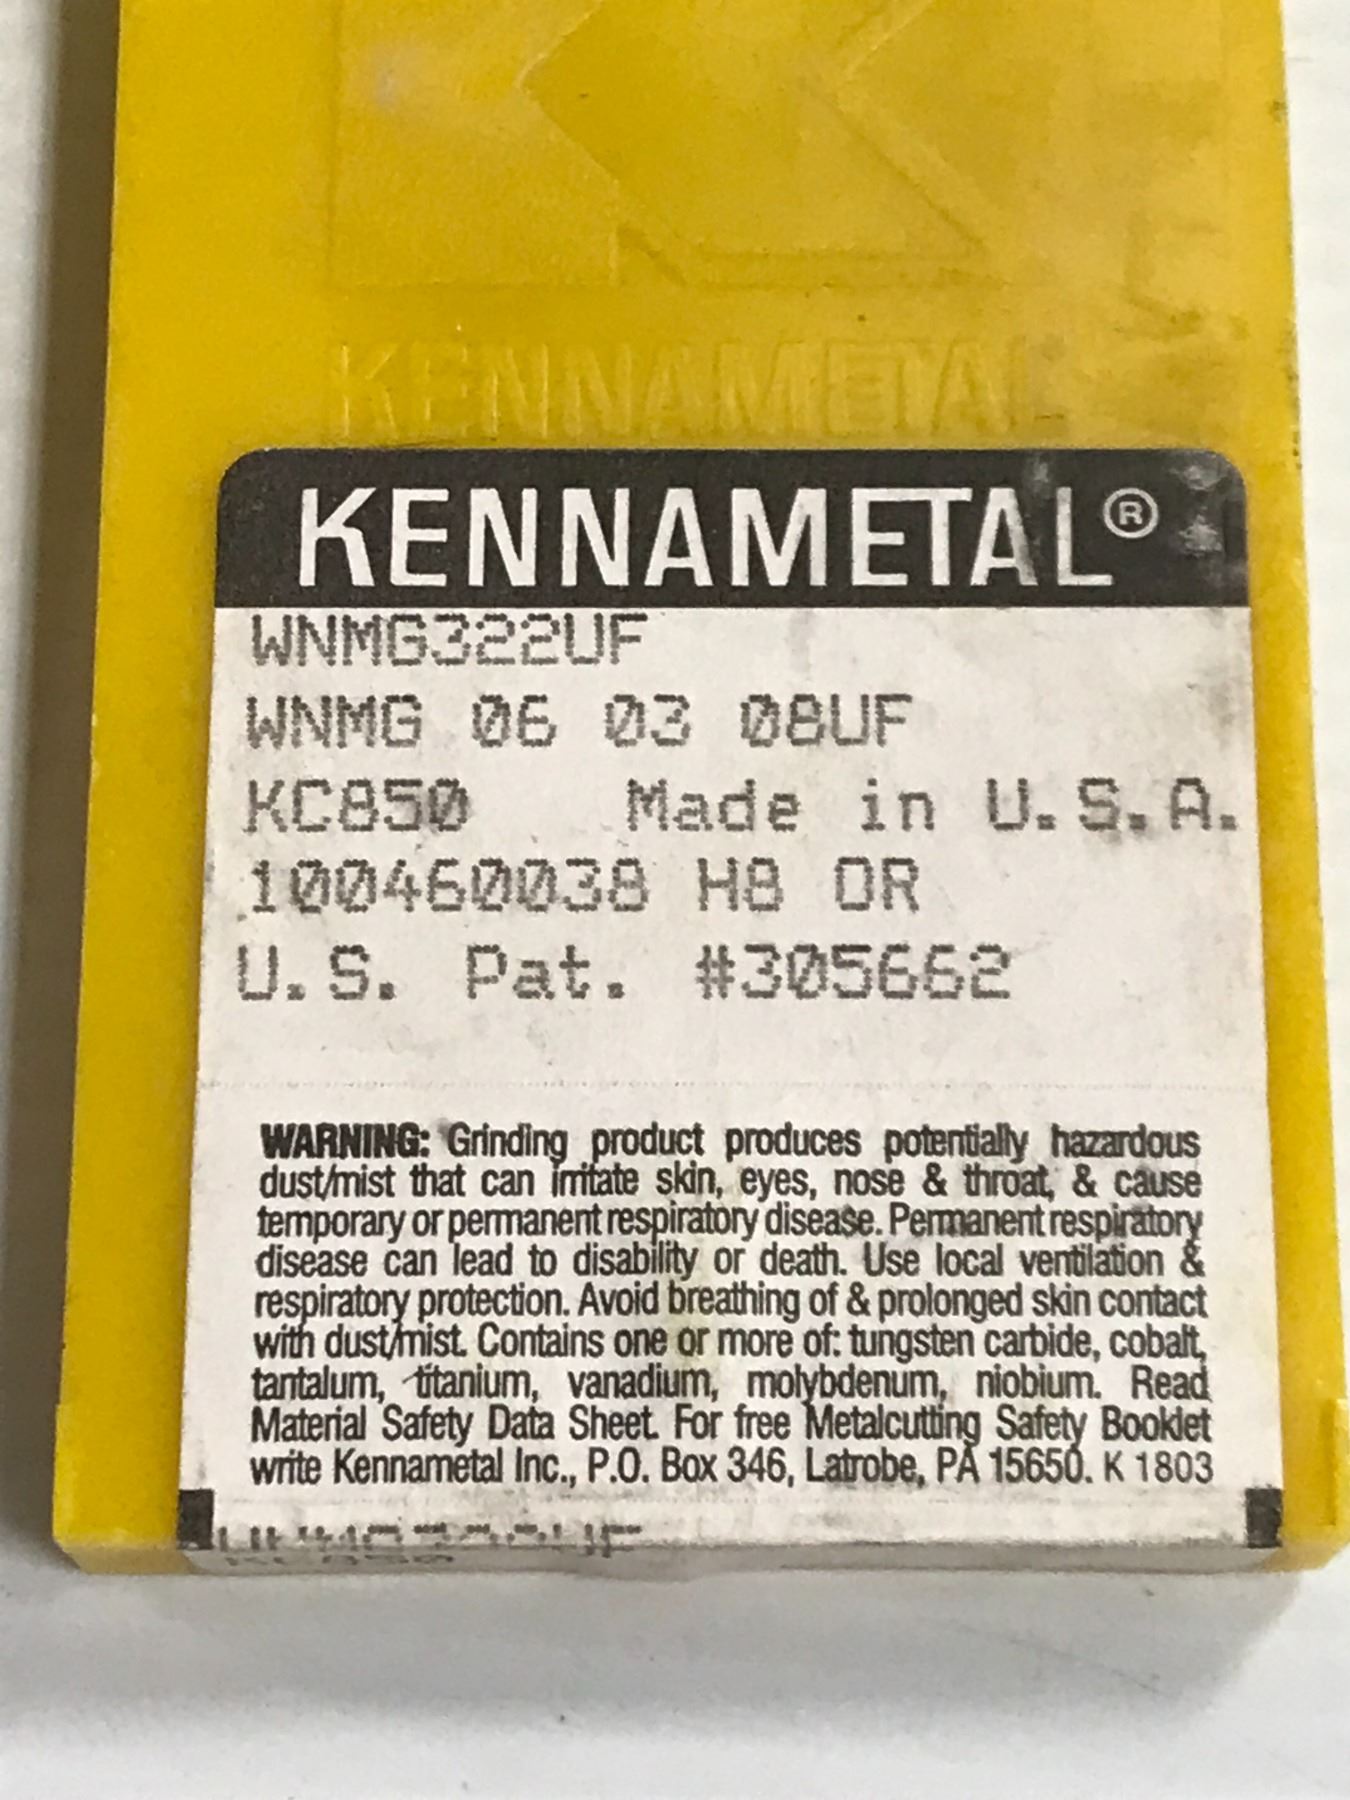 KENNAMETAL
KENNAMETAL®
WNMG322UF
WNMG 06 03 08UF
KC850 Made in U.S.A.
100460038 H8 OR
U.S. Pat. #305662
WARNING: Grinding product produces potentially hazardous
dust/mist that can irritate skin, eyes, nose & throat, & cause
temporary or permanent respiratory disease. Permanent respiratory
disease can lead to disability or death. Use local ventilation &
respiratory protection. Avoid breathing of & prolonged skin contact
with dust/mist. Contains one or more of: tungsten carbide, cobalt,
tantalum, titanium, vanadium, molybdenum, niobium. Read
Material Safety Data Sheet. For free Metalcutting Safety Booklet
write Kennametal Inc., P.O. Box 346, Latrobe, PA 15650. K 1803
WNMG322UF
KC850